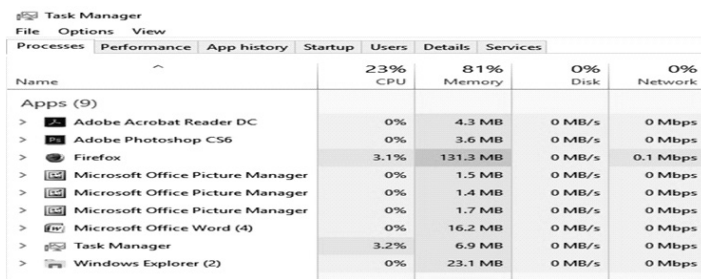 Task Manager
File Options View
Processes Performance App history Startup Users Details Services
23% 81% 0% 0%
Name CPU Memory Disk Network
Apps (9)
Adobe Acrobat Reader DC 0% 4.3 MB 0 MB/s 0 Mbps
Ps Adobe Photoshop CS6 0% 3.6 MB 0 MB/s 0 Mbps
Firefox 3.1% 131.3 MB 0 MB/s 0.1 Mbps
Microsoft Office Picture Manager 0% 1.5 MB 0 MB/s 0 Mbps
Microsoft Office Picture Manager 0% 1.4 MB 0 MB/s 0 Mbps
Microsoft Office Picture Manager 0% 1.7 MB 0 MB/s 0 Mbps
Microsoft Office Word (4) 0% 16.2 MB 0 MB/s 0 Mbps
Task Manager 3.2% 6.9 MB 0 MB/s 0 Mbps
Windows Explorer (2) 0% 23.1 MB 0 MB/s 0 Mbps